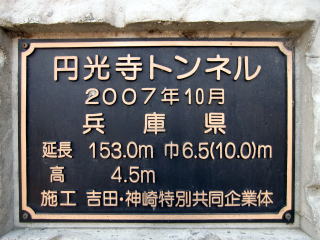 円光寺トンネル
2007年10月
兵庫県
延長 153.0m 巾6.5(10.0)m
高 4.5m
施工 吉田・神崎特別共同企業体